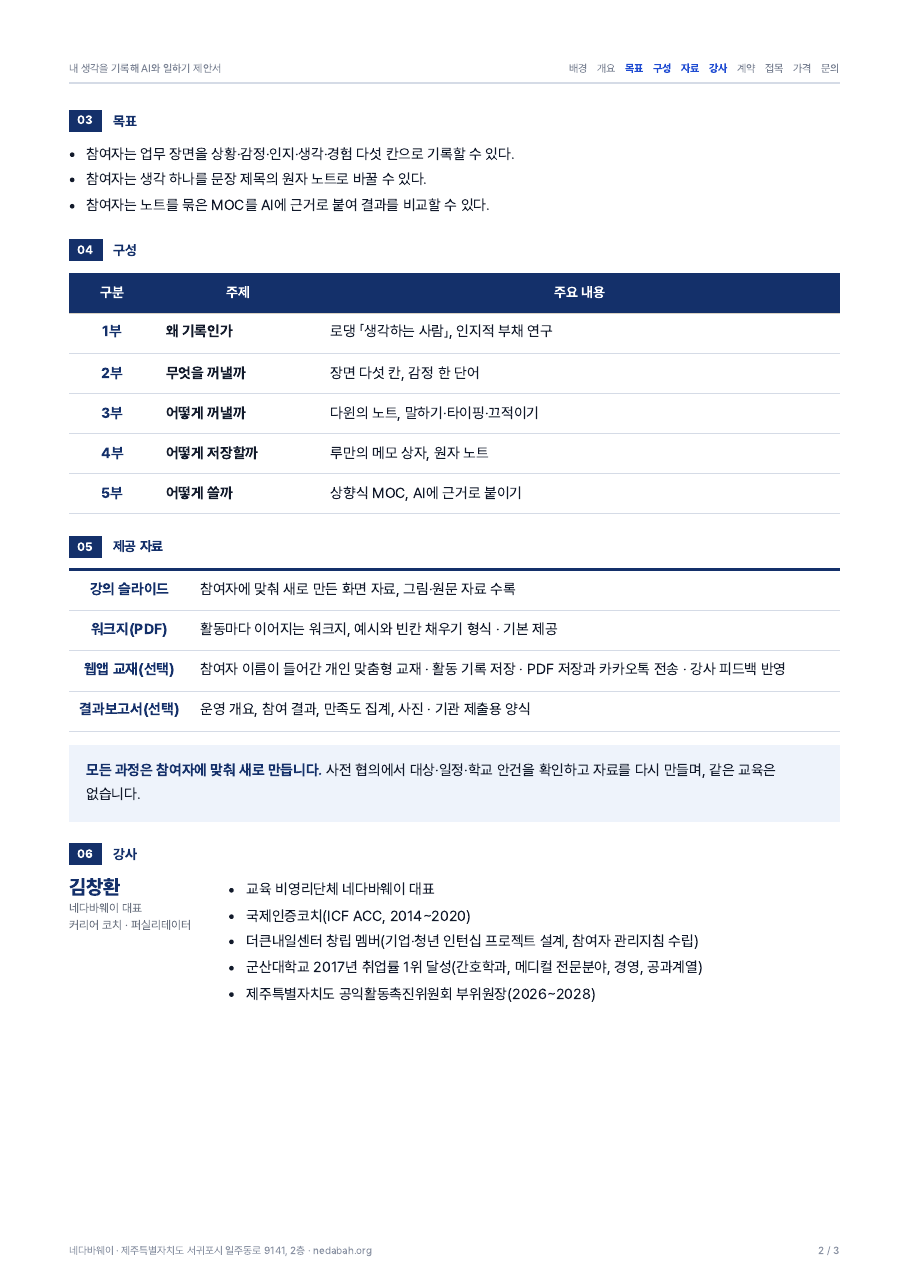 내 생각을 기록해 AI와 일하기 제안서
배경 개요 목표 구성 자료 강사 계약 접목 가격 문의
03 목표
• 참여자는 업무 장면을 상황·감정·인지·생각·경험 다섯 칸으로 기록할 수 있다.
• 참여자는 생각 하나를 문장 제목의 원자 노트로 바꿀 수 있다.
• 참여자는 노트를 묶은 MOC를 AI에 근거로 붙여 결과를 비교할 수 있다.
04 구성
구분 주제 주요 내용
1부 왜 기록인가 로댕 「생각하는 사람」, 인지적 부채 연구
2부 무엇을 꺼낼까 장면 다섯 칸, 감정 한 단어
3부 어떻게 꺼낼까 다윈의 노트, 말하기·타이핑·끄적이기
4부 어떻게 저장할까 루만의 메모 상자, 원자 노트
5부 어떻게 쓸까 상향식 MOC, AI에 근거로 붙이기
05 제공 자료
강의 슬라이드 참여자에 맞춰 새로 만든 화면 자료, 그림·원문 자료 수록
워크지(PDF) 활동마다 이어지는 워크지, 예시와 빈칸 채우기 형식 · 기본 제공
웹앱 교재(선택) 참여자 이름이 들어간 개인 맞춤형 교재 · 활동 기록 저장 · PDF 저장과 카카오톡 전송 · 강사 피드백 반영
결과보고서(선택) 운영 개요, 참여 결과, 만족도 집계, 사진 · 기관 제출용 양식
모든 과정은 참여자에 맞춰 새로 만듭니다. 사전 협의에서 대상·일정·학교 안건을 확인하고 자료를 다시 만들며, 같은 교육은
없습니다.
06 강사
김창환
네다바웨이 대표
커리어 코치 · 퍼실리테이터
• 교육 비영리단체 네다바웨이 대표
• 국제인증코치(ICF ACC, 2014~2020)
• 더큰내일센터 창립 멤버(기업·청년 인턴십 프로젝트 설계, 참여자 관리지침 수립)
• 군산대학교 2017년 취업률 1위 달성(간호학과, 메디컬 전문분야, 경영, 공과계열)
• 제주특별자치도 공익활동촉진위원회 부위원장(2026~2028)
네다바웨이 · 제주특별자치도 서귀포시 일주동로 9141, 2층 · nedabah.org
2 / 3